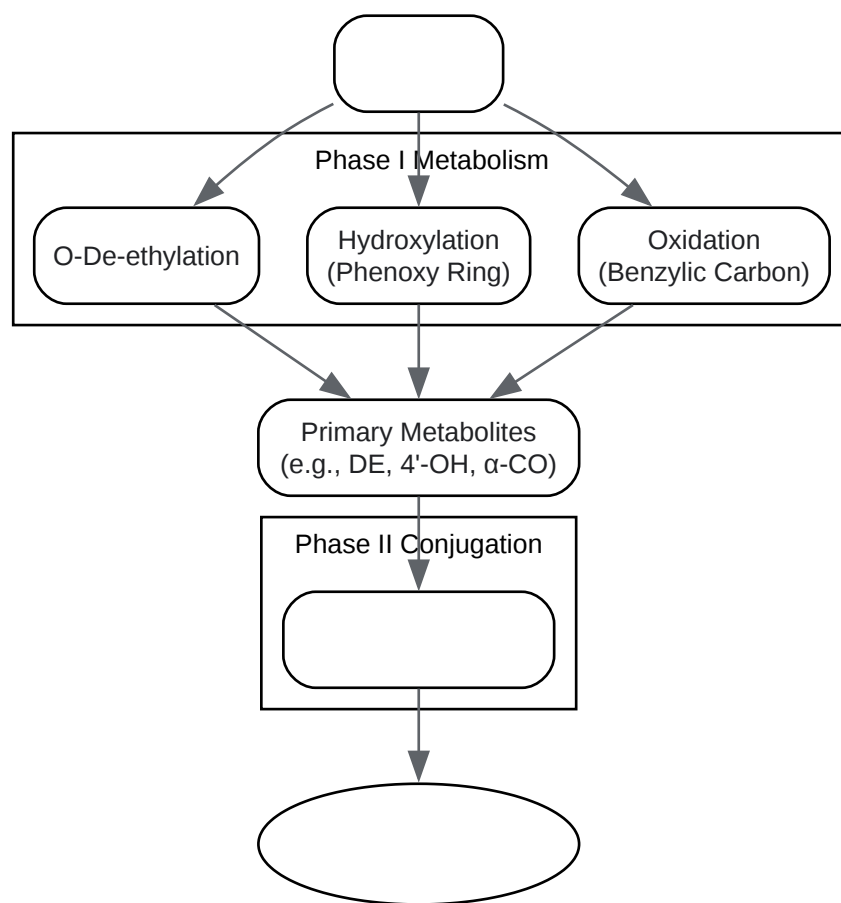 Phase I Metabolism
O-De-ethylation
Hydroxylation
(Phenoxy Ring)
Oxidation
(Benzylic Carbon)
Primary Metabolites
(e.g., DE, 4'-OH, α-CO)
Phase II Conjugation